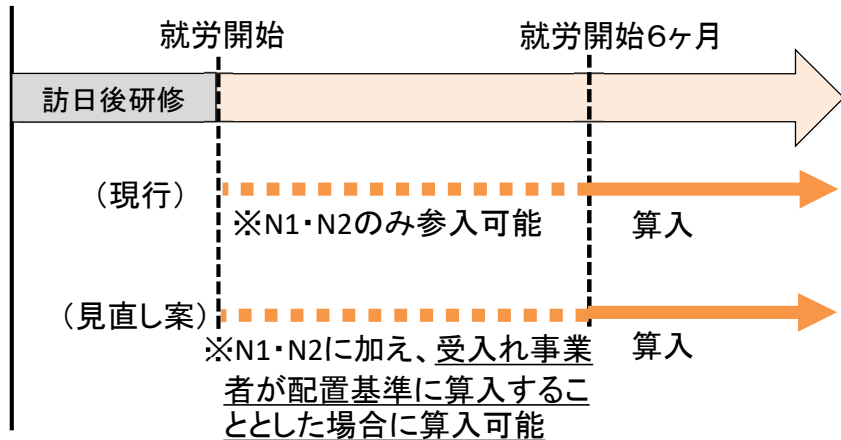 就労開始 就労開始6ヶ月
訪日後研修
（現行）
※N1・N2のみ参入可能 算入
（見直し案）
※N1・N2に加え、受入れ事業 算入
者が配置基準に算入するこ
ととした場合に算入可能